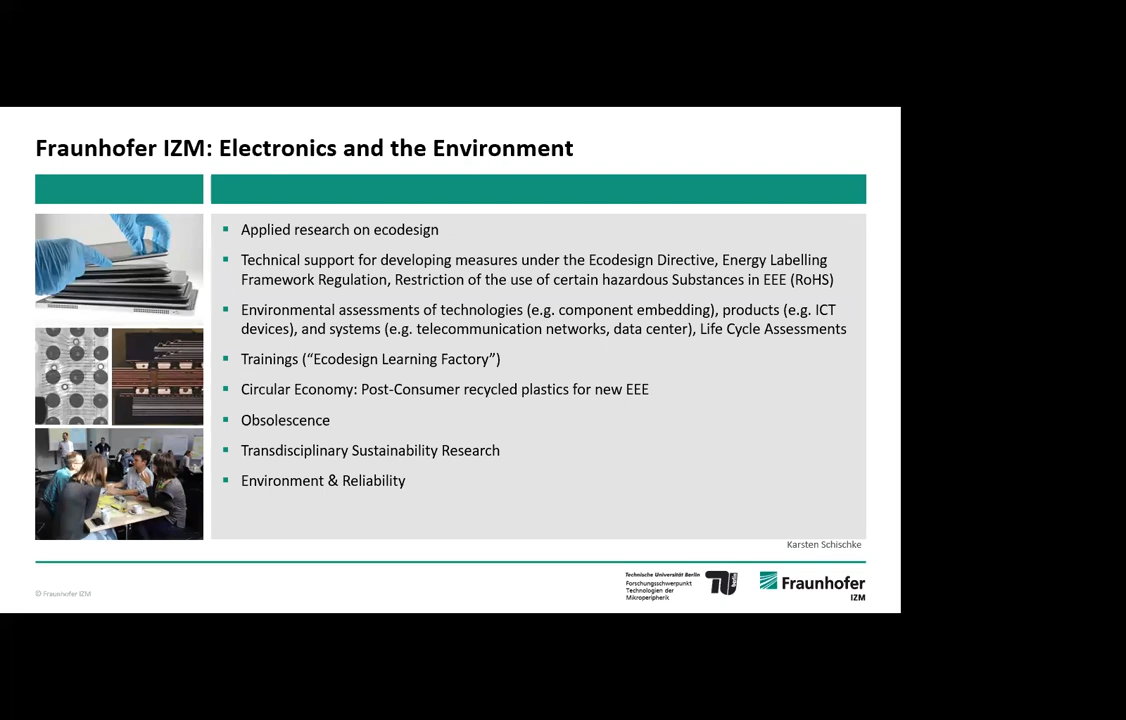 Fraunhofer IZM: Electronics and the Environment
▪ Applied research on ecodesign
▪ Technical support for developing measures under the Ecodesign Directive, Energy Labelling
Framework Regulation, Restriction of the use of certain hazardous Substances in EEE (RoHS)
▪ Environmental assessments of technologies (e.g. component embedding), products (e.g. ICT
devices), and systems (e.g. telecommunication networks, data center), Life Cycle Assessments
▪ Trainings (“Ecodesign Learning Factory”)
▪ Circular Economy: Post-Consumer recycled plastics for new EEE
▪ Obsolescence
▪ Transdisciplinary Sustainability Research
▪ Environment & Reliability
Karsten Schischke
© Fraunhofer IZM
Technische Universität Berlin
Forschungsschwerpunkt
Technologien der
Mikroperipherik
berlin
Fraunhofer
IZM